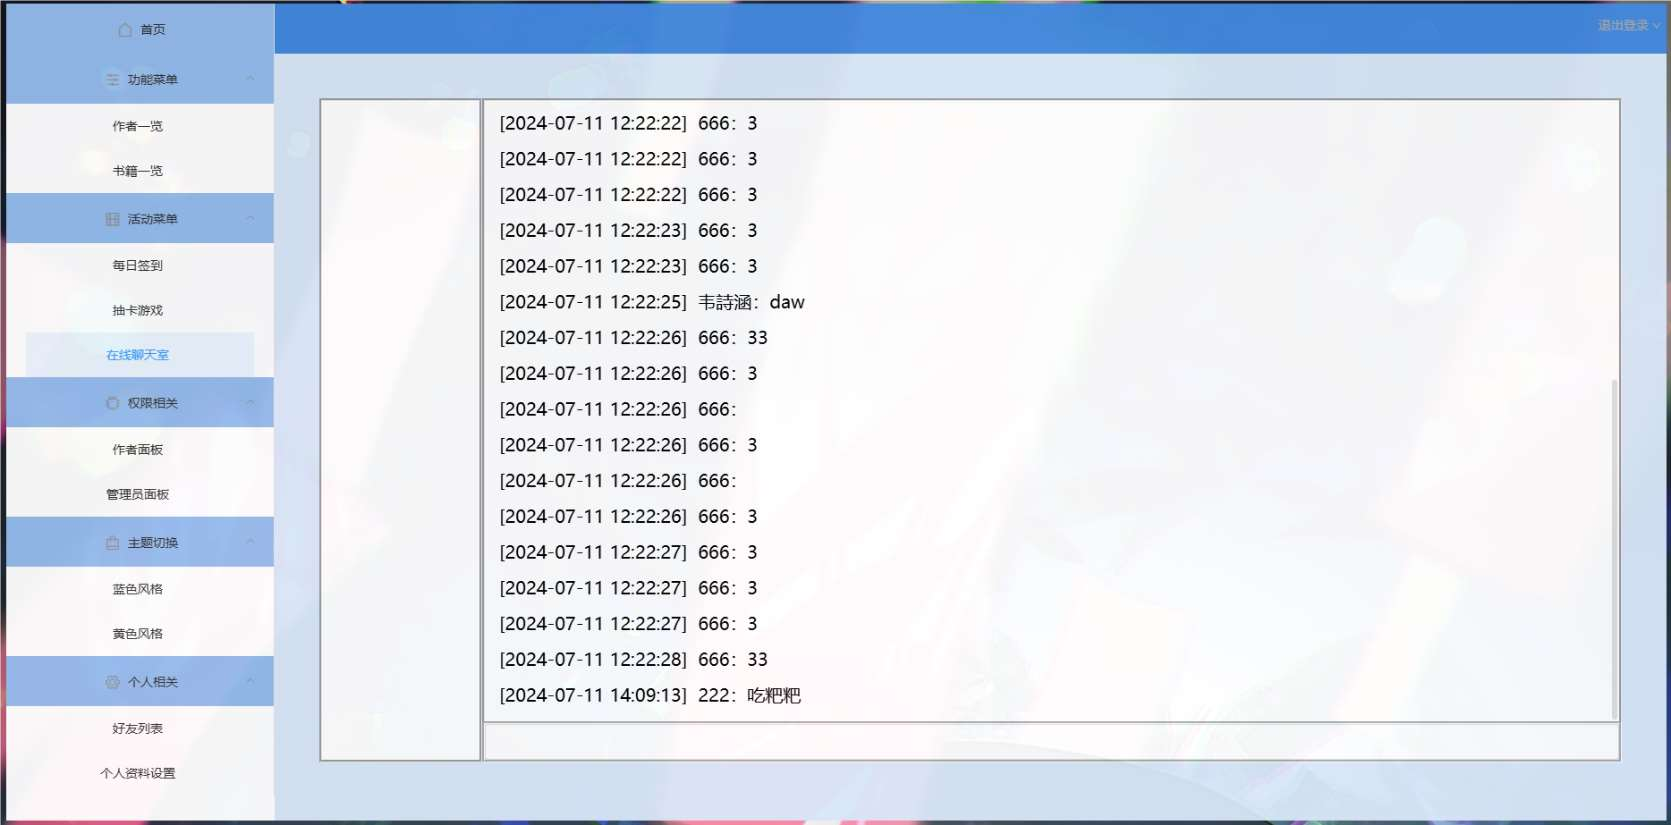 首页
功能菜单
作者一览
书籍一览
活动菜单
每日签到
抽卡游戏
在线聊天室
权限相关
作者面板
管理员面板
主题切换
蓝色风格
黄色风格
个人相关
好友列表
个人资料设置
退出登录
[2024-07-11 12:22:22] 666：3
[2024-07-11 12:22:22] 666：3
[2024-07-11 12:22:22] 666：3
[2024-07-11 12:22:23] 666：3
[2024-07-11 12:22:23] 666：3
[2024-07-11 12:22:25] 韦詩涵：daw
[2024-07-11 12:22:26] 666：33
[2024-07-11 12:22:26] 666：3
[2024-07-11 12:22:26] 666：
[2024-07-11 12:22:26] 666：3
[2024-07-11 12:22:26] 666：
[2024-07-11 12:22:26] 666：3
[2024-07-11 12:22:27] 666：3
[2024-07-11 12:22:27] 666：3
[2024-07-11 12:22:27] 666：3
[2024-07-11 12:22:28] 666：33
[2024-07-11 14:09:13] 222：吃粑粑